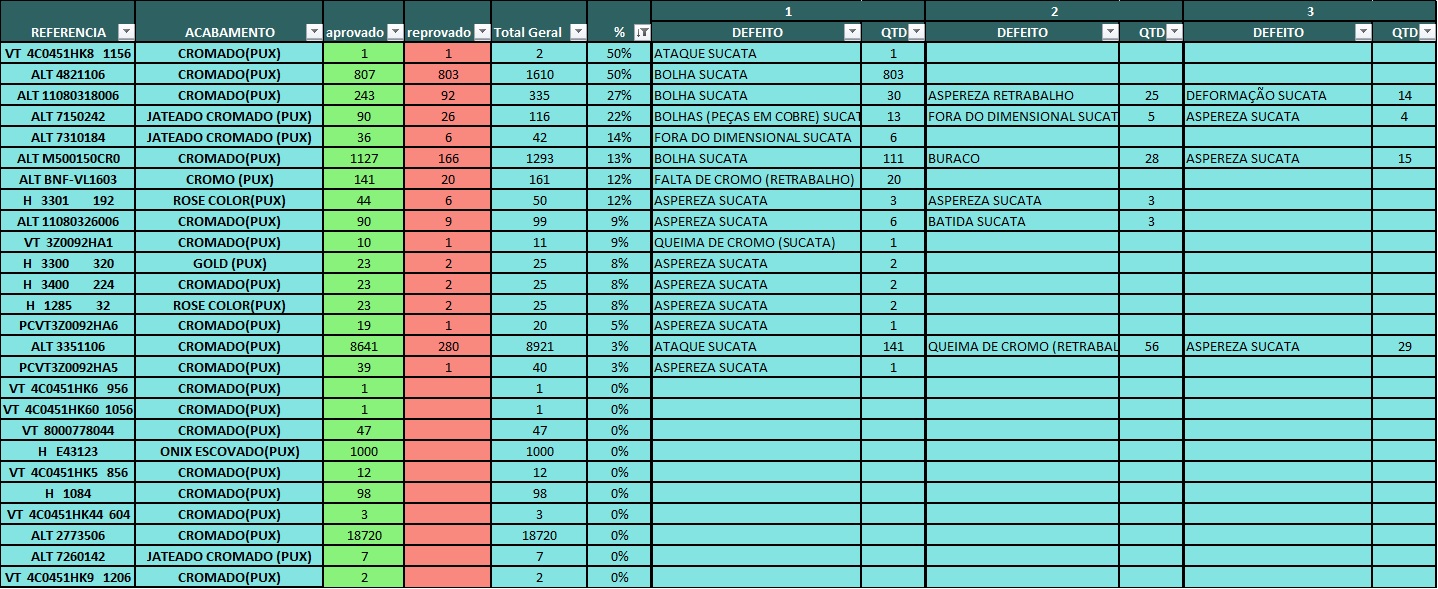 1 2 3
REFERENCIA ACABAMENTO aprovado reprovado Total Geral % DEFEITO QTD DEFEITO QTD DEFEITO QTD
VT 4C0451HK8 1156 CROMADO(PUX) 1 1 2 50% ATAQUE SUCATA 1
ALT 4821106 CROMADO(PUX) 807 803 1610 50% BOLHA SUCATA 803
ALT 11080318006 CROMADO(PUX) 243 92 335 27% BOLHA SUCATA 30 ASPEREZA RETRABALHO 25 DEFORMAÇÃO SUCATA 14
ALT 7150242 JATEADO CROMADO (PUX) 90 26 116 22% BOLHAS (PEÇAS EM COBRE) SUCAT 13 FORA DO DIMENSIONAL SUCAT 5 ASPEREZA SUCATA 4
ALT 7310184 JATEADO CROMADO (PUX) 36 6 42 14% FORA DO DIMENSIONAL SUCATA 6
ALT M500150CR0 CROMADO(PUX) 1127 166 1293 13% BOLHA SUCATA 111 BURACO 28 ASPEREZA SUCATA 15
ALT BNF-VL1603 CROMO (PUX) 141 20 161 12% FALTA DE CROMO (RETRABALHO) 20
H 3301 192 ROSE COLOR(PUX) 44 6 50 12% ASPEREZA SUCATA 3 ASPEREZA SUCATA 3
ALT 11080326006 CROMADO(PUX) 90 9 99 9% ASPEREZA SUCATA 6 BATIDA SUCATA 3
VT 3Z0092HA1 CROMADO(PUX) 10 1 11 9% QUEIMA DE CROMO (SUCATA) 1
H 3300 320 GOLD (PUX) 23 2 25 8% ASPEREZA SUCATA 2
H 3400 224 CROMADO(PUX) 23 2 25 8% ASPEREZA SUCATA 2
H 1285 32 ROSE COLOR(PUX) 23 2 25 8% ASPEREZA SUCATA 2
PCVT3Z0092HA6 CROMADO(PUX) 19 1 20 5% ASPEREZA SUCATA 1
ALT 3351106 CROMADO(PUX) 8641 280 8921 3% ATAQUE SUCATA 141 QUEIMA DE CROMO (RETRABAL 56 ASPEREZA SUCATA 29
PCVT3Z0092HA5 CROMADO(PUX) 39 1 40 3% ASPEREZA SUCATA 1
VT 4C0451HK6 956 CROMADO(PUX) 1 1 0%
VT 4C0451HK60 1056 CROMADO(PUX) 1 1 0%
VT 8000778044 CROMADO(PUX) 47 47 0%
H E43123 ONIX ESCOVADO(PUX) 1000 1000 0%
VT 4C0451HK5 856 CROMADO(PUX) 12 12 0%
H 1084 CROMADO(PUX) 98 98 0%
VT 4C0451HK44 604 CROMADO(PUX) 3 3 0%
ALT 2773506 CROMADO(PUX) 18720 18720 0%
ALT 7260142 JATEADO CROMADO (PUX) 7 7 0%
VT 4C0451HK9 1206 CROMADO(PUX) 2 2 0%